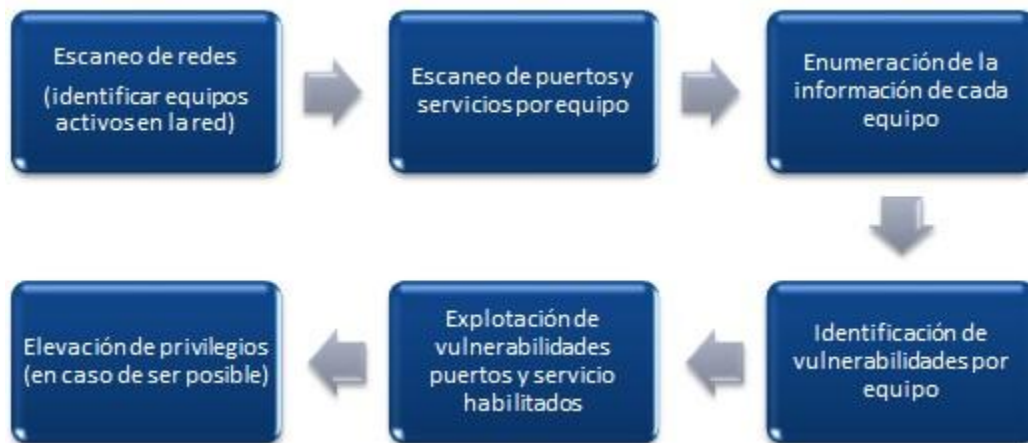 Escaneo de redes
(identificar equipos
activos en la red)
Escaneo de puertos y
servicios por equipo
Enumeración de la
información de cada
equipo
Identificación de
vulnerabilidades por
equipo
Explotación de
vulnerabilidades
puertos y servicio
habilitados
Elevación de privilegios
(en caso de ser posible)